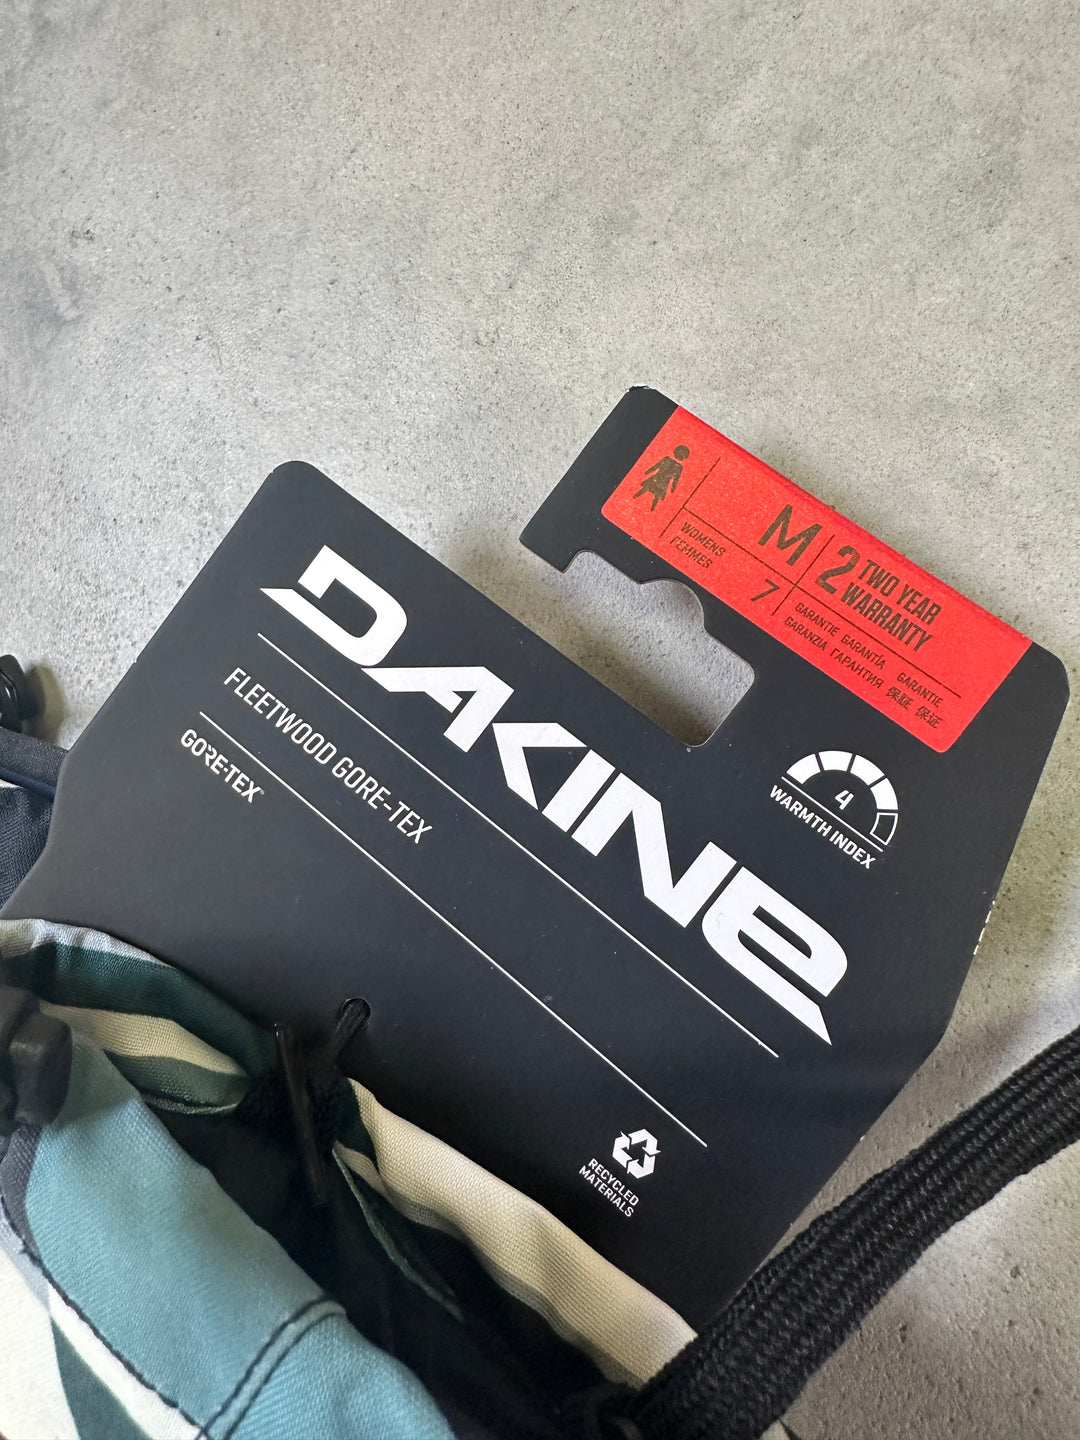 WOMENS
FEMMES
M
7
2 TWO YEAR
WARRANTY
GARANTIE GARANTÍA GARANTIE
GARANZIA ГАРАНТИЯ 保証 保证
DAKINE
FLEETWOOD GORE-TEX
GORE-TEX
4
WARMTH INDEX
RECYCLED
MATERIALS